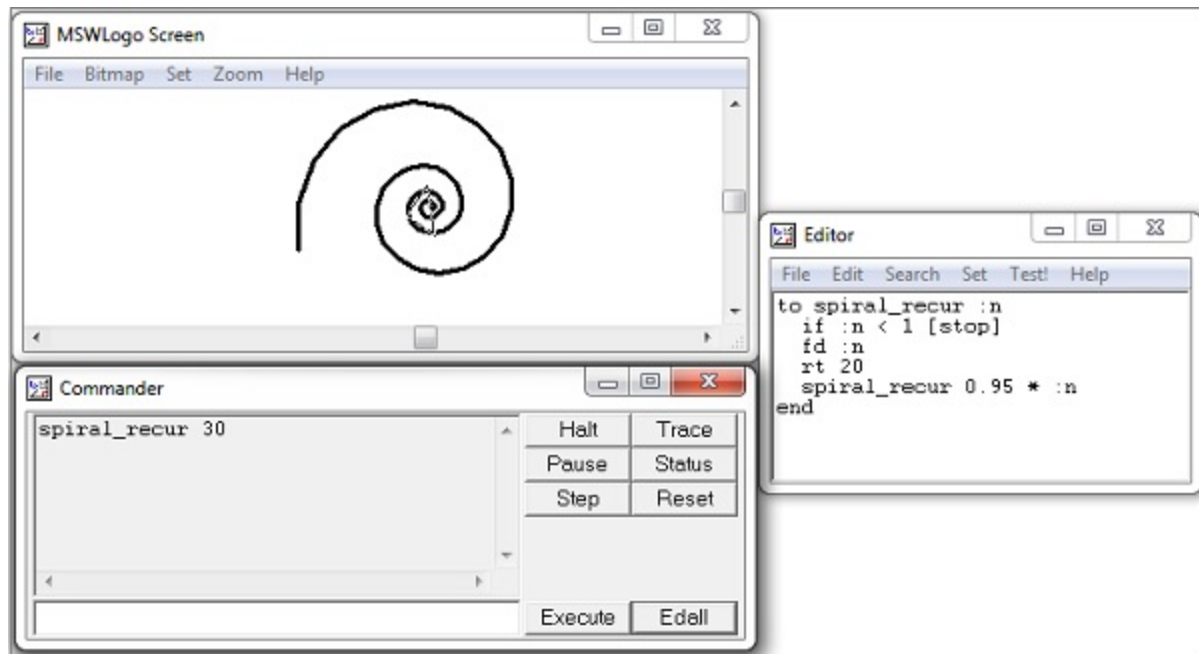 MSWLogo Screen
File Bitmap Set Zoom Help
Editor
File Edit Search Set Test! Help
to spiral_recur :n
if :n < 1 [stop]
fd :n
rt 20
spiral_recur 0.95 * :n
end
Commander
spiral_recur 30
Halt Trace
Pause Status
Step Reset
Execute Edall